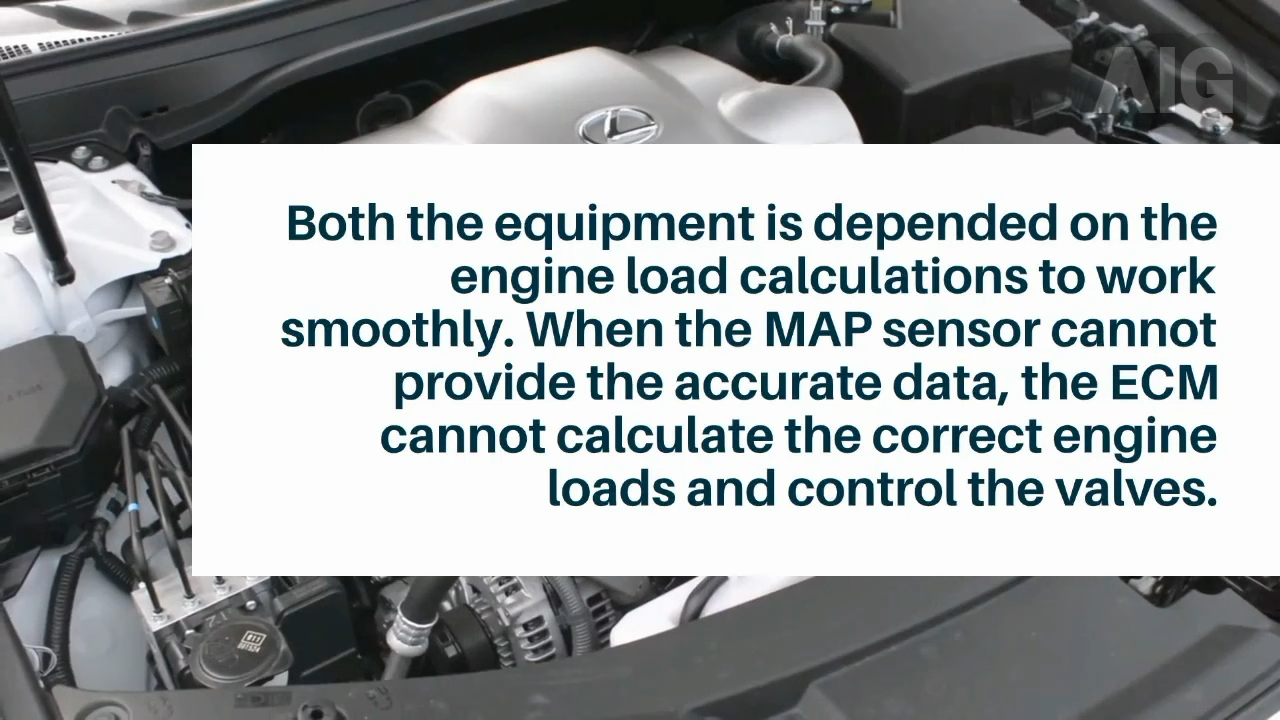 AIG
Both the equipment is depended on the
engine load calculations to work
smoothly. When the MAP sensor cannot
provide the accurate data, the ECM
cannot calculate the correct engine
loads and control the valves.